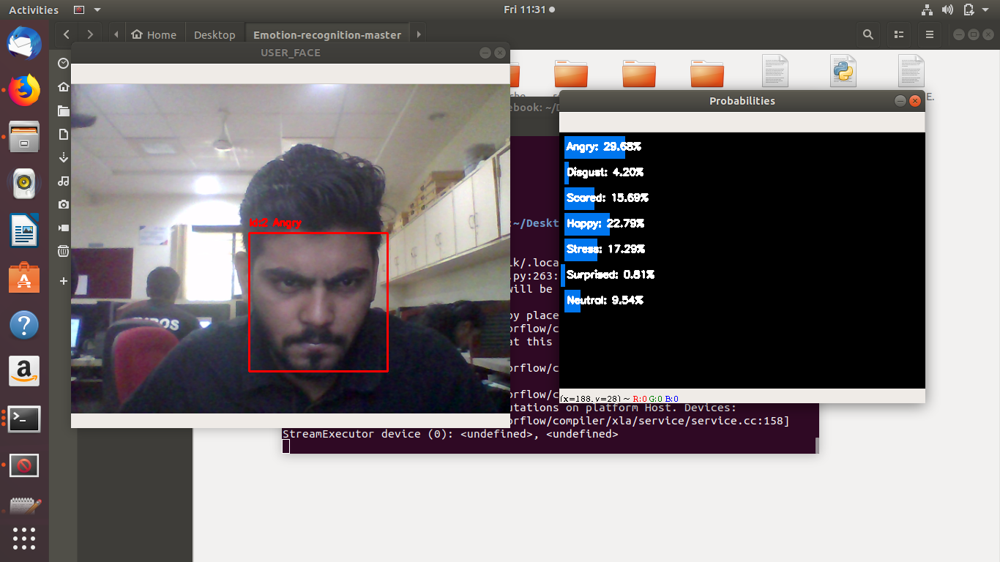 Activities
Fri 11:31
Home
Desktop
Emotion-recognition-master
USER_FACE
ebook: ~/D
E.
Probabilities
Angry: 29.68%
Disgust: 4.20%
Scared: 15.69%
Happy: 22.79%
Stress: 17.29%
Surprised: 0.81%
Neutral: 9.54%
Angry
:~/Deskt
lk/.loca
.py:263:
will be
by place
orflow/c
at this
orflow/c
orflow/c
(x=188, y=28) ~ R:0 G:0 B:0
utations on platform Host. Devices:
orflow/compiler/xla/service/service.cc:158]
StreamExecutor device (0): <undefined>, <undefined>